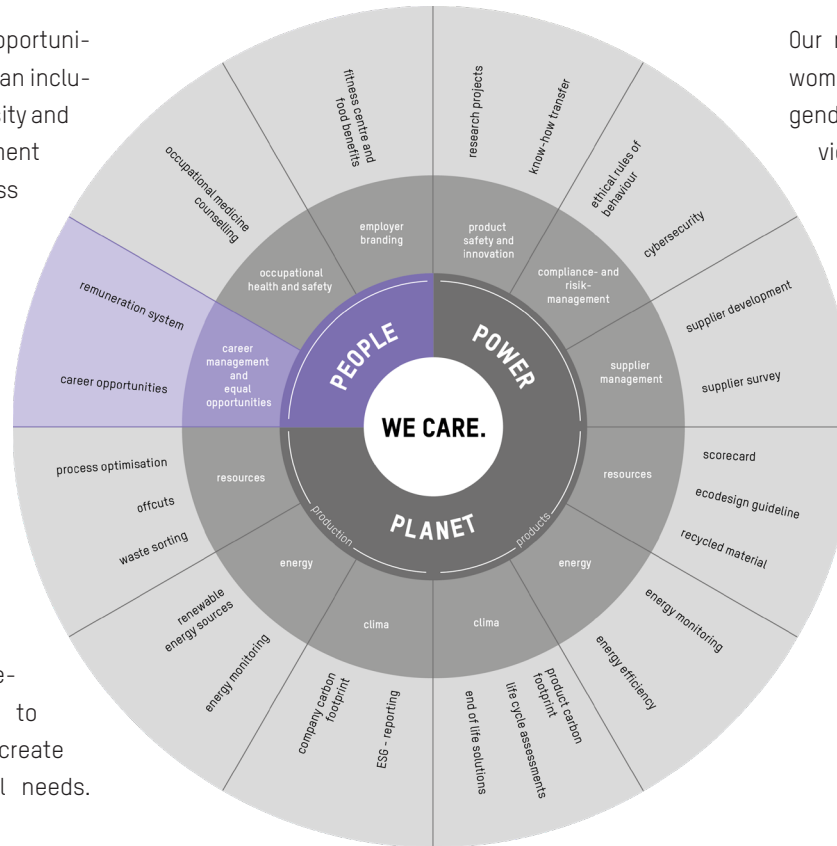 opportuni-
an inclu-
sity and
ment
ss
e-
to
create
l needs.
Our
wom
gend
vi
WE CARE.
PEOPLE
POWER
PLANET
production
products
employer
branding
product
safety and
innovation
compliance- and
risik-
management
supplier
management
resources
energy
clima
clima
energy
resources
career
management
and
equal
opportunities
occupational
health and safety
fitness centre and
food benefits
research projects
know-how transfer
ethical rules of
behaviour
cybersecurity
supplier development
supplier survey
scorecard
ecodesign guideline
recycled material
energy monitoring
energy efficiency
product carbon
footprint
life cycle assessments
end of life solutions
ESG - reporting
company carbon
footprint
energy monitoring
renewable
energy sources
waste sorting
offcuts
process optimisation
career opportunities
remuneration system
occupational medicine
counselling